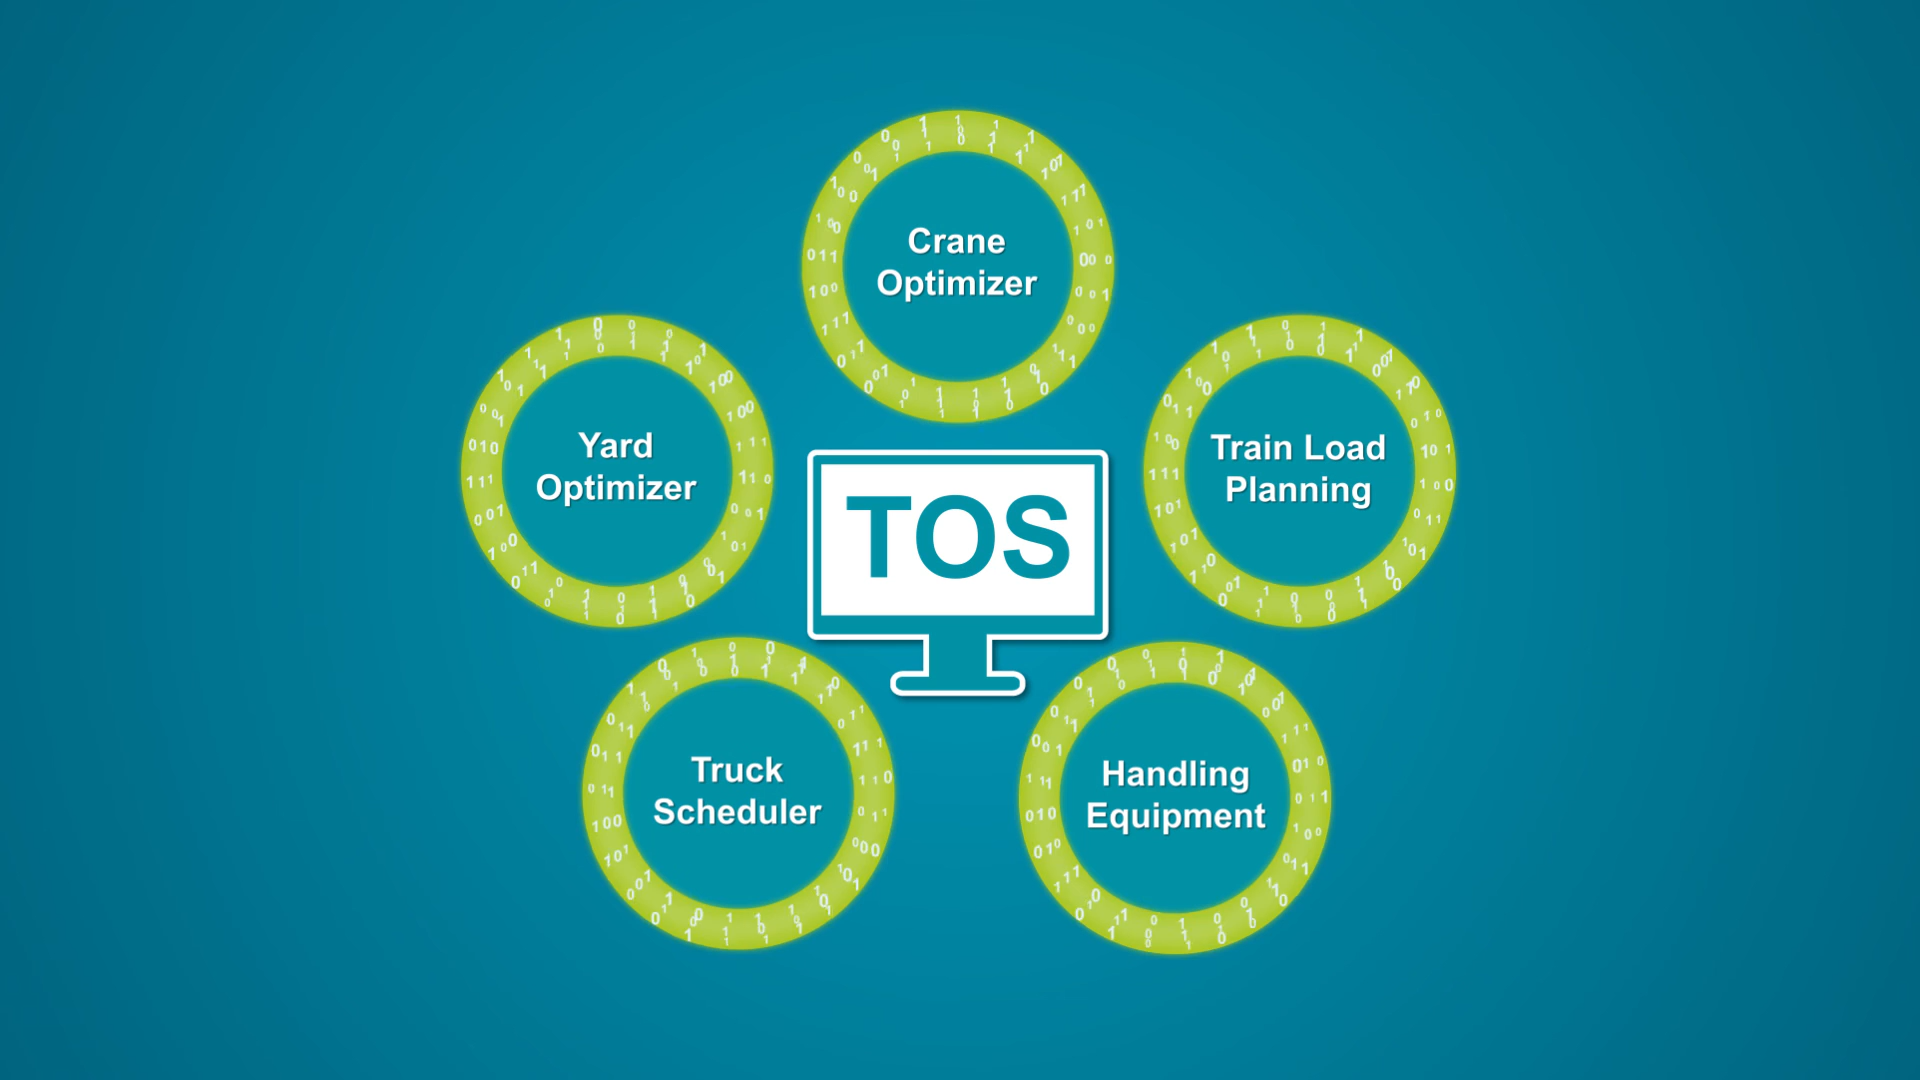 Crane
Optimizer
Yard
Optimizer
Train Load
Planning
TOS
Truck
Scheduler
Handling
Equipment